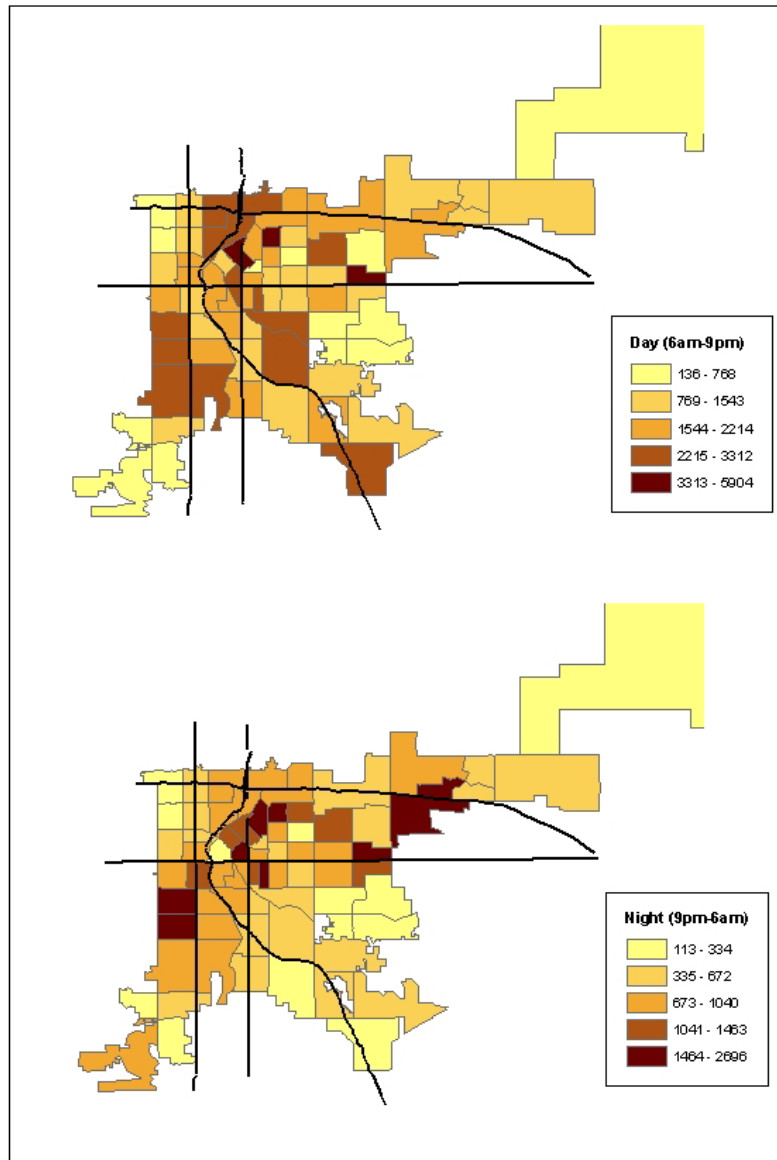 Day (6am-9pm)
136 - 768
769 - 1543
1544 - 2214
2215 - 3312
3313 - 5904
Night (9pm-6am)
113 - 334
335 - 672
673 - 1040
1041 - 1463
1464 - 2696